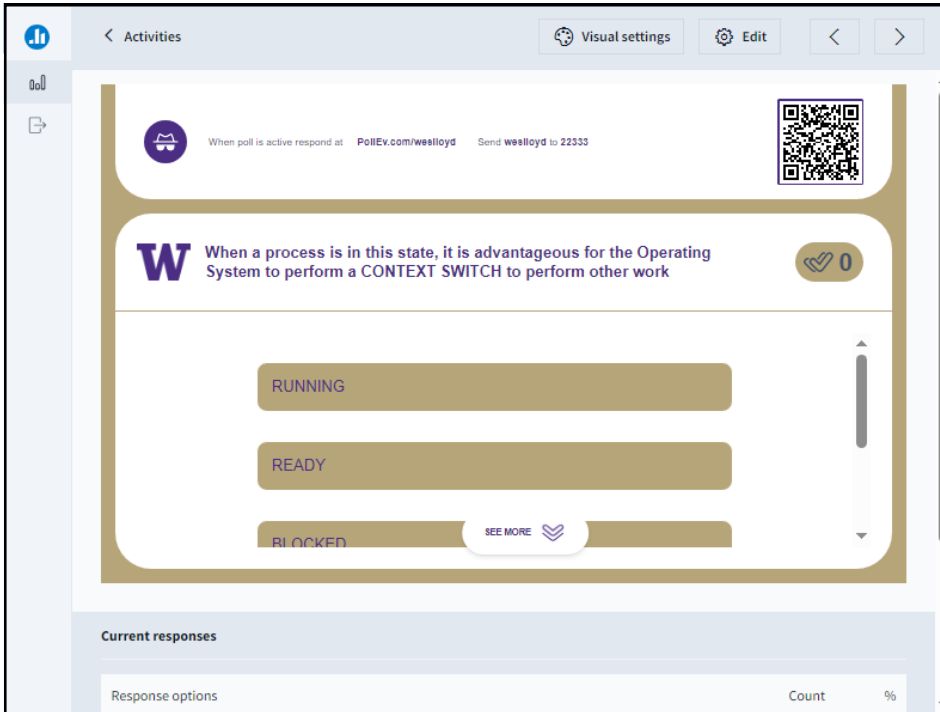 Activities
Visual settings
Edit
When poll is active respond at PollEv.com/weslloyd Send weslloyd to 22333
W
When a process is in this state, it is advantageous for the Operating
System to perform a CONTEXT SWITCH to perform other work
0
RUNNING
READY
BLOCKED
SEE MORE
Current responses
Response options Count %